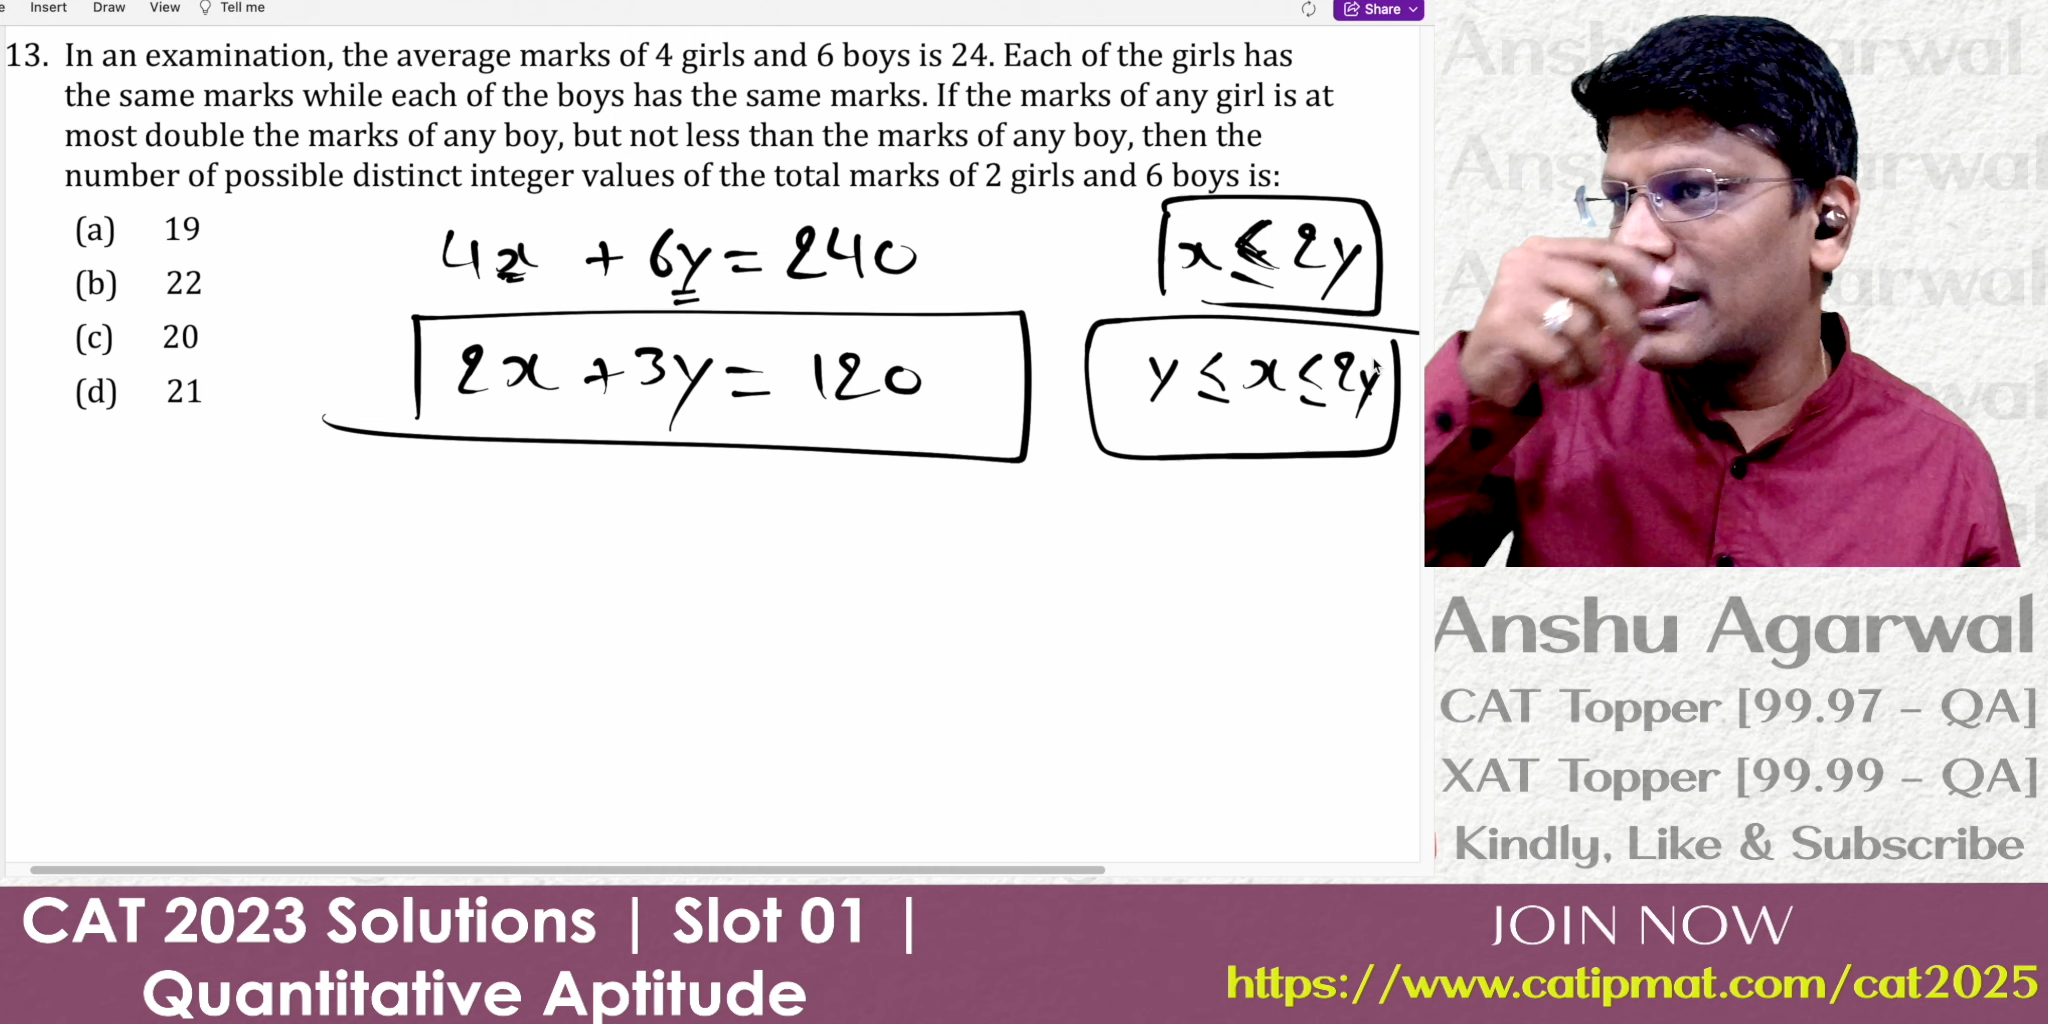 Insert Draw View Tell me
Share
13. In an examination, the average marks of 4 girls and 6 boys is 24. Each of the girls has
the same marks while each of the boys has the same marks. If the marks of any girl is at
most double the marks of any boy, but not less than the marks of any boy, then the
number of possible distinct integer values of the total marks of 2 girls and 6 boys is:
(a) 19
(b) 22
(c) 20
(d) 21
4x + 6y = 240
x ≤ 2y
2x + 3y = 120
y ≤ x ≤ 2y
Anshu Agarwal
CAT Topper [99.97 - QA]
XAT Topper [99.99 - QA]
Kindly, Like & Subscribe
CAT 2023 Solutions | Slot 01 |
Quantitative Aptitude
JOIN NOW
https://www.catipmat.com/cat2025